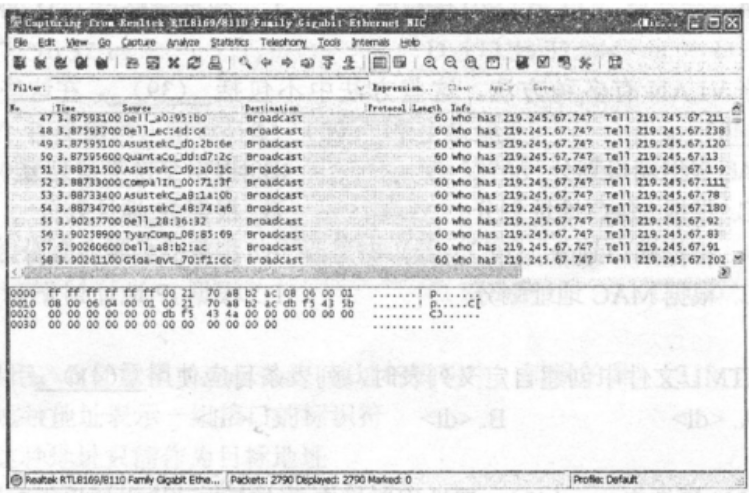 Capturing from Realtek RTL8169/8110 Family Gigabit Ethernet NIC
File Edit View Go Capture Analyze Statistics Telephony Tools Internals Help
Filter: Expression...
No. Time Source Destination Protocol Length Info
47 3.87593100 Dell_a0:95:b0 Broadcast 60 who has 219.245.67.74? Tell 219.245.67.211
48 3.87593700 Dell_ec:4d:c4 Broadcast 60 who has 219.245.67.74? Tell 219.245.67.238
49 3.87595100 AsustekC_d0:2b:6e Broadcast 60 who has 219.245.67.74? Tell 219.245.67.120
50 3.87595600 QuantaCo_dd:d7:2c Broadcast 60 who has 219.245.67.74? Tell 219.245.67.13
51 3.88731500 AsustekC_d9:a0:1c Broadcast 60 who has 219.245.67.74? Tell 219.245.67.159
52 3.88733000 CompalIn_00:71:3f Broadcast 60 who has 219.245.67.74? Tell 219.245.67.111
53 3.88733400 AsustekC_a8:1a:0b Broadcast 60 who has 219.245.67.74? Tell 219.245.67.78
54 3.88734700 AsustekC_48:74:a6 Broadcast 60 who has 219.245.67.74? Tell 219.245.67.180
55 3.90257700 Dell_28:36:32 Broadcast 60 who has 219.245.67.74? Tell 219.245.67.92
56 3.90258900 TyanComp_08:85:69 Broadcast 60 who has 219.245.67.74? Tell 219.245.67.83
57 3.90260600 Dell_a8:b2:ac Broadcast 60 who has 219.245.67.74? Tell 219.245.67.91
58 3.90261100 Giga-Byt_70:f1:cc Broadcast 60 who has 219.245.67.74? Tell 219.245.67.202
0000 ff ff ff ff ff ff 00 21 70 a8 b2 ac 08 06 00 01 .......! p.......
0010 08 00 06 04 00 01 00 21 70 a8 b2 ac db f5 43 5b .......! p.....C[
0020 00 00 00 00 00 00 db f5 43 4a 00 00 00 00 00 00 ........ CJ......
0030 00 00 00 00 00 00 00 00 00 00 00 00 ........ ....
Realtek RTL8169/8110 Family Gigabit Ethe... Packets: 2790 Displayed: 2790 Marked: 0 Profile: Default